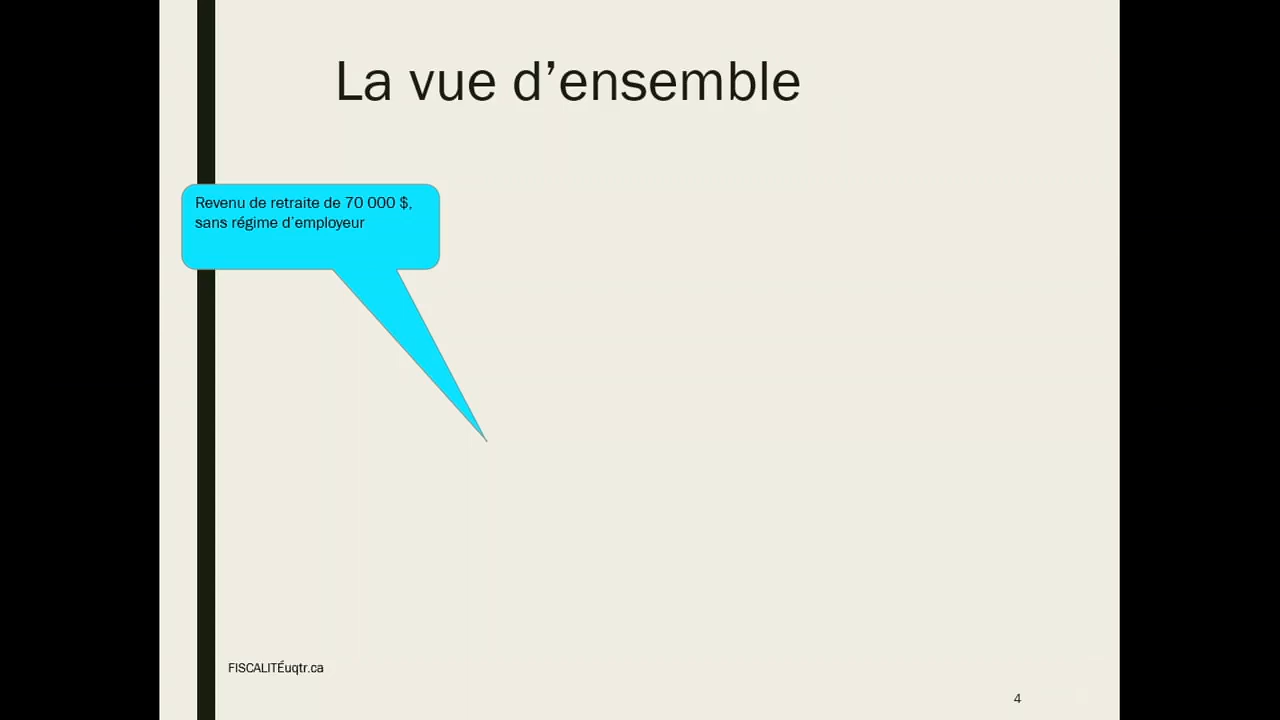 La vue d’ensemble
Revenu de retraite de 70 000 $,
sans régime d’employeur
FISCALITÉuqtr.ca
4